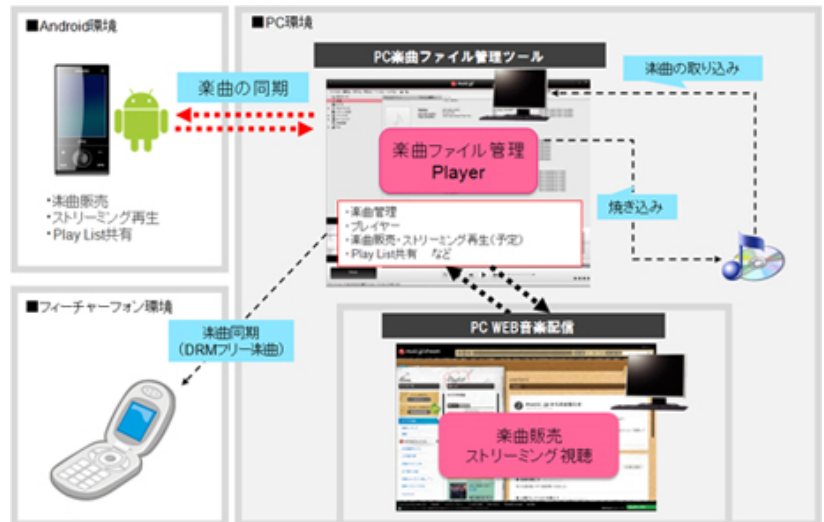 ■Android環境
■PC環境
PC楽曲ファイル管理ツール
楽曲の取り込み
楽曲の同期
楽曲ファイル管理
Player
焼き込み
・楽曲販売
・ストリーミング再生
・Play List共有
・楽曲管理
・プレイヤー
・楽曲販売・ストリーミング再生(予定)
・Play List共有 など
■フィーチャーフォン環境
楽曲同期
(DRMフリー楽曲)
PC WEB音楽配信
楽曲販売
ストリーミング視聴